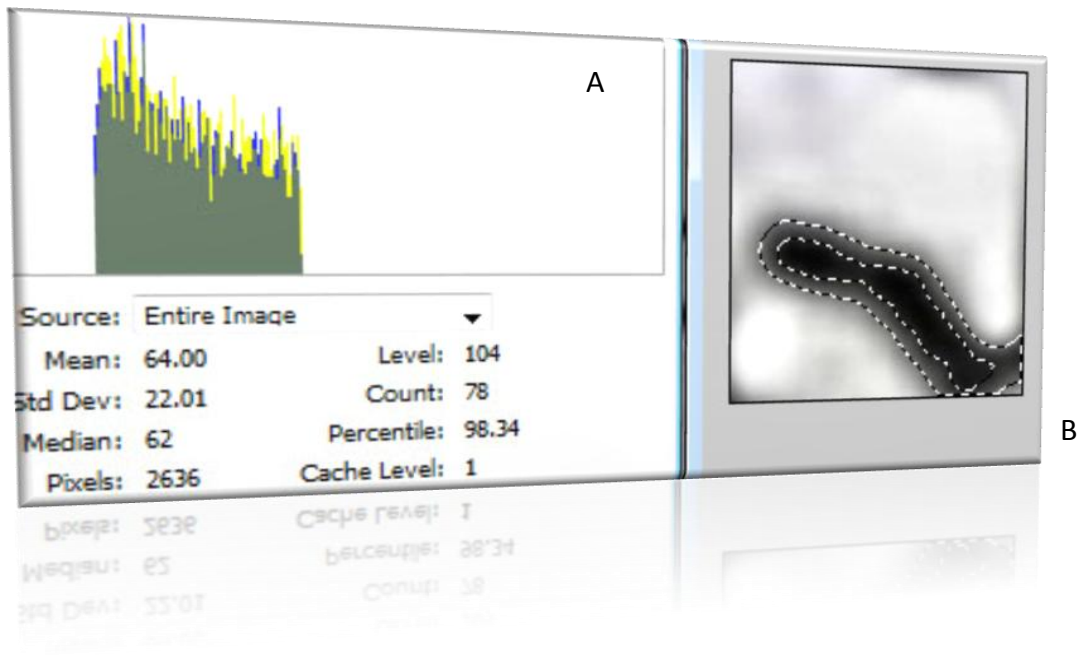 A
Source: Entire Image
Mean: 64.00 Level: 104
Std Dev: 22.01 Count: 78
Median: 62 Percentile: 98.34
Pixels: 2636 Cache Level: 1
B